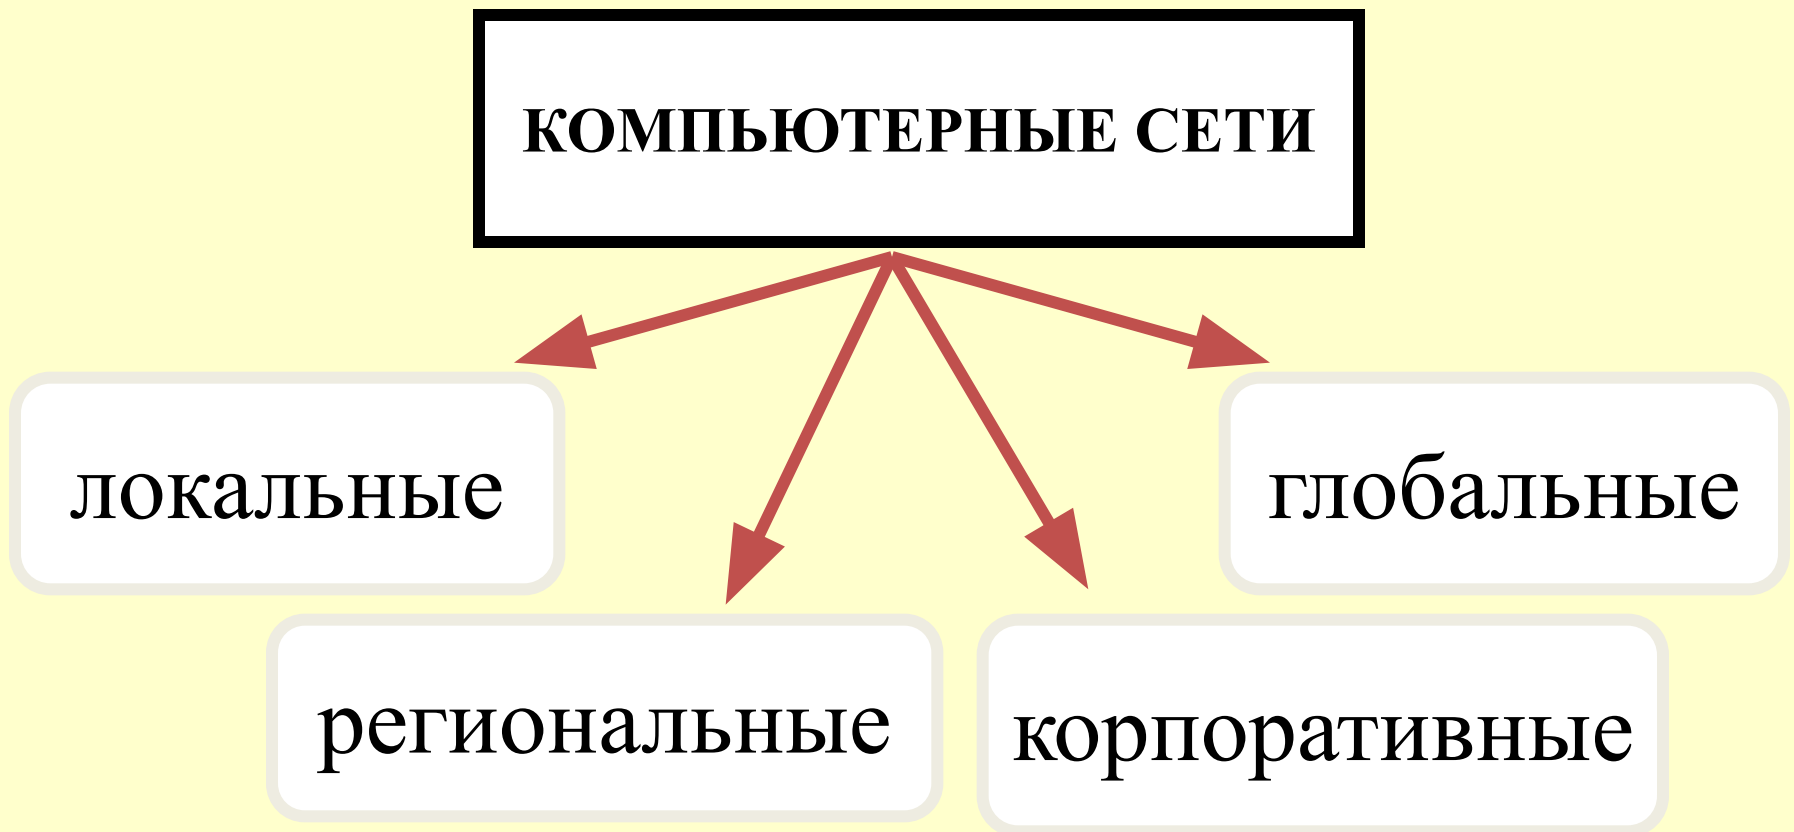 КОМПЬЮТЕРНЫЕ СЕТИ
локальные
глобальные
региональные
корпоративные